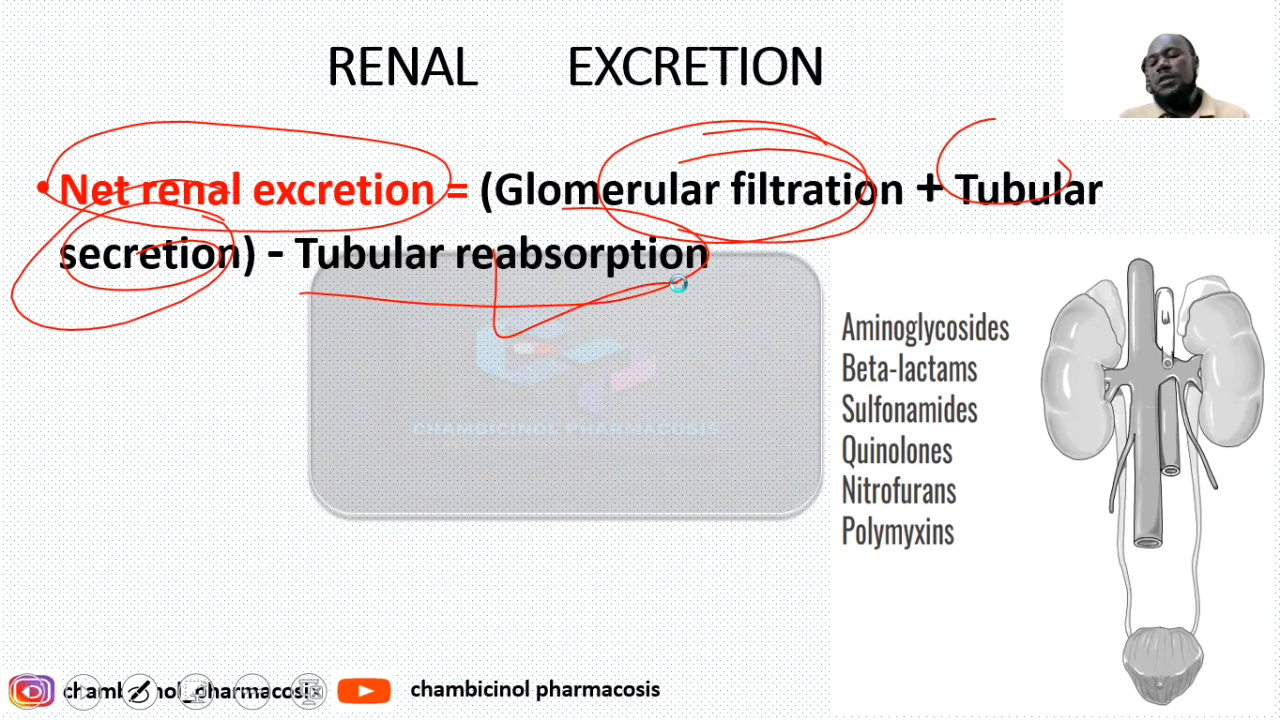 RENAL EXCRETION
• Net renal excretion = (Glomerular filtration + Tubular
secretion) - Tubular reabsorption
CHAMBICINOL PHARMACOSIS
Aminoglycosides
Beta-lactams
Sulfonamides
Quinolones
Nitrofurans
Polymyxins
chambicinol_pharmacosix
chambicinol pharmacosis